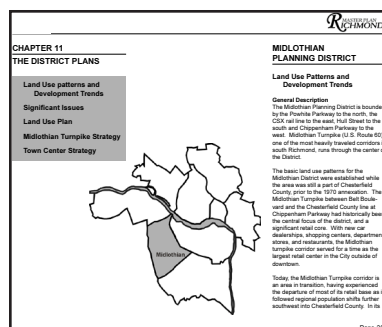 MASTER PLAN
RICHMOND
CHAPTER 11
THE DISTRICT PLANS
Land Use patterns and
Development Trends
Significant Issues
Land Use Plan
Midlothian Turnpike Strategy
Town Center Strategy
Midlothian
MIDLOTHIAN
PLANNING DISTRICT
Land Use Patterns and
Development Trends
General Description
The Midlothian Planning District is bounde
by the Powhite Parkway to the north, the
CSX rail line to the east, Hull Street to the
south and Chippenham Parkway to the
west. Midlothian Turnpike (U.S. Route 60)
one of the most heavily traveled corridors i
south Richmond, runs through the center o
the District.
The basic land use patterns for the
Midlothian District were established while
the area was still a part of Chesterfield
County, prior to the 1970 annexation. The
Midlothian Turnpike between Belt Boule-
vard and the Chesterfield County line at
Chippenham Parkway had historically bee
the central focus of the district, and a
significant retail core. With new car
dealerships, shopping centers, departmen
stores, and restaurants, the Midlothian
turnpike corridor served for a time as the
largest retail center in the City outside of
downtown.
Today, the Midlothian Turnpike corridor is
an area in transition, having experienced
the departure of most of its retail base as i
followed regional population shifts further
southwest into Chesterfield County. In its